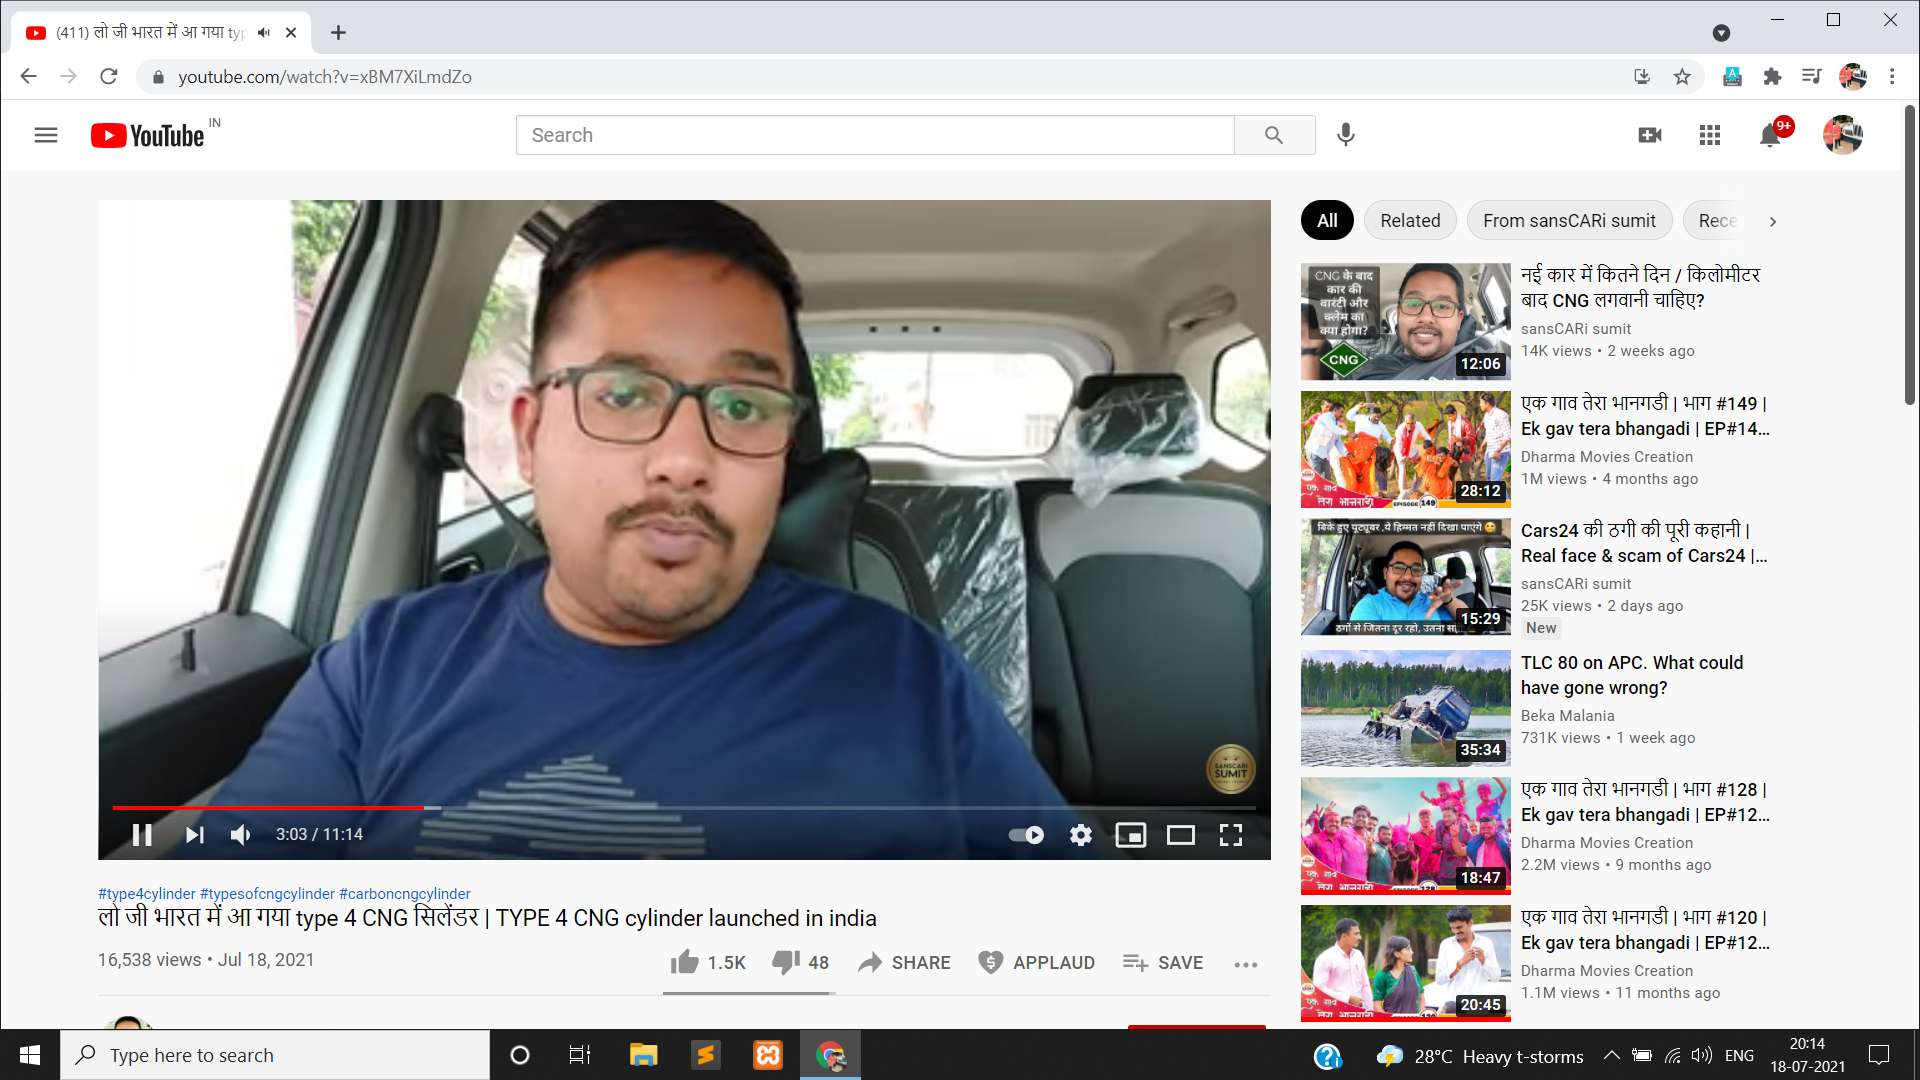 (411) लो जी भारत में आ गया typ
youtube.com/watch?v=xBM7XiLmdZo
YouTube IN
Search
9+
All
Related
From sansCARi sumit
Rece
CNG के बाद
कार की
वारंटी और
क्लेम का
क्या होगा?
CNG
12:06
नई कार में कितने दिन / किलोमीटर
बाद CNG लगवानी चाहिए?
sansCARi sumit
14K views • 2 weeks ago
EPISODE 149
28:12
एक गाव तेरा भानगडी | भाग #149 |
Ek gav tera bhangadi | EP#14...
Dharma Movies Creation
1M views • 4 months ago
बिके हुए यूट्यूबर ,ये हिम्मत नहीं दिखा पाएंगे
ठगों से जितना दूर रहो, उतना
15:29
Cars24 की ठगी की पूरी कहानी |
Real face & scam of Cars24 |...
sansCARi sumit
25K views • 2 days ago
New
35:34
TLC 80 on APC. What could
have gone wrong?
Beka Malania
731K views • 1 week ago
18:47
एक गाव तेरा भानगडी | भाग #128 |
Ek gav tera bhangadi | EP#12...
Dharma Movies Creation
2.2M views • 9 months ago
20:45
एक गाव तेरा भानगडी | भाग #120 |
Ek gav tera bhangadi | EP#12...
Dharma Movies Creation
1.1M views • 11 months ago
SANSCARI
SUMIT
3:03 / 11:14
#type4cylinder #typesofcngcylinder #carboncngcylinder
लो जी भारत में आ गया type 4 CNG सिलेंडर | TYPE 4 CNG cylinder launched in india
16,538 views • Jul 18, 2021
1.5K
48
SHARE
APPLAUD
SAVE
Type here to search
28°C Heavy t-storms
ENG
20:14
18-07-2021